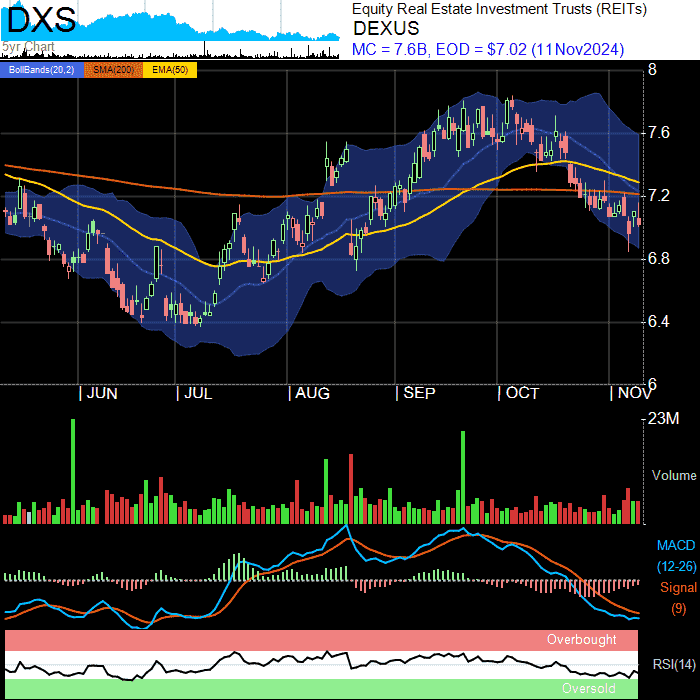 DXS
5yr Chart
Equity Real Estate Investment Trusts (REITs)
DEXUS
MC = 7.6B, EOD = $7.02 (11Nov2024)
BollBands(20,2) SMA(200) EMA(50)
8
7.6
7.2
6.8
6.4
6
| JUN | JUL | AUG | SEP | OCT | NOV
23M
Volume
MACD
(12-26)
Signal
(9)
Overbought
RSI(14)
Oversold